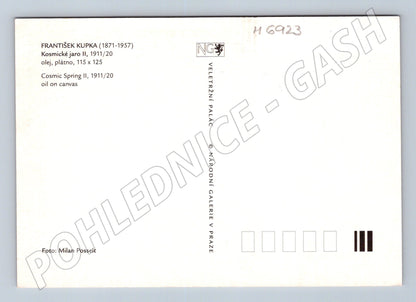 FRANTIŠEK KUPKA (1871-1957)
Kosmické jaro II, 1911/20
olej, plátno, 115 x 125
Cosmic Spring II, 1911/20
oil on canvas
Foto: Milan Posselt
NG
VELETRŽNÍ PALÁC © NÁRODNÍ GALERIE V PRAZE
H 6923
POHLEDNICE - GASH